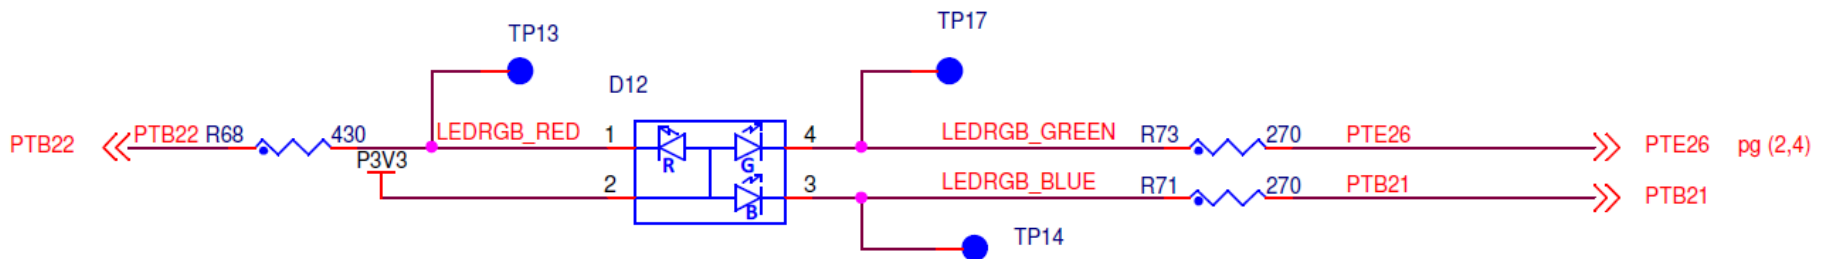 TP17
TP13
D12
PTB22 PTB22 R68 430 LEDRGB_RED 1 R G 4 LEDRGB_GREEN R73 270 PTE26 PTE26 pg (2,4)
P3V3 2 B 3 LEDRGB_BLUE R71 270 PTB21 PTB21
TP14